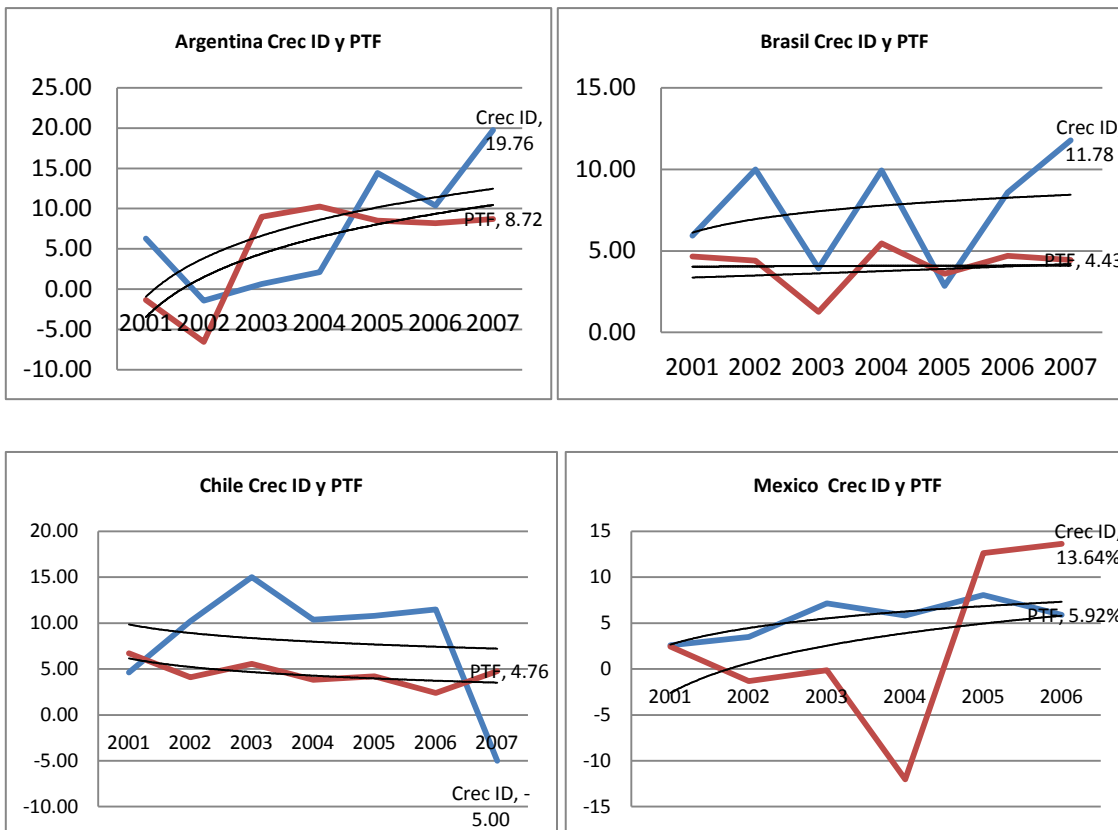 Argentina Crec ID y PTF
25.00
20.00
15.00
10.00
5.00
0.00
-5.00
-10.00
2001 2002 2003 2004 2005 2006 2007
Crec ID,
19.76
PTF, 8.72
Brasil Crec ID y PTF
15.00
10.00
5.00
0.00
2001 2002 2003 2004 2005 2006 2007
Crec ID
11.78
PTF, 4.43
Chile Crec ID y PTF
20.00
15.00
10.00
5.00
0.00
-5.00
-10.00
2001 2002 2003 2004 2005 2006 2007
PTF, 4.76
Crec ID, -
5.00
Mexico Crec ID y PTF
15
10
5
0
-5
-10
-15
2001 2002 2003 2004 2005 2006
Crec ID,
13.64%
PTF, 5.92%